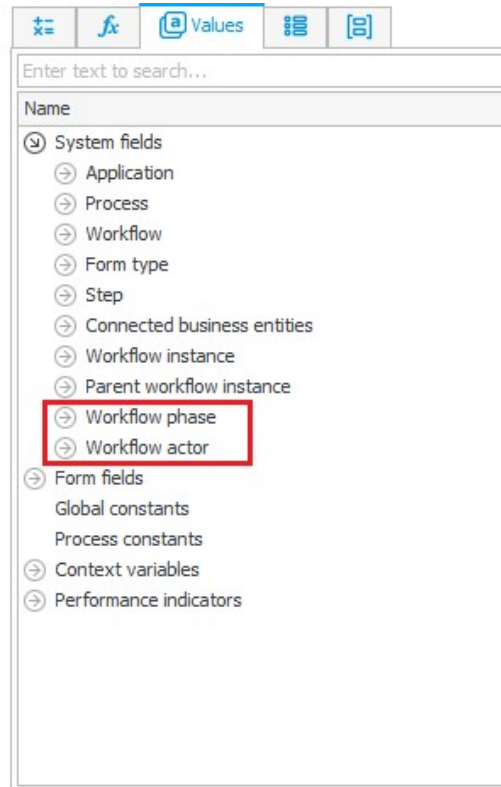 +- x= fx a Values
Enter text to search...
Name
System fields
Application
Process
Workflow
Form type
Step
Connected business entities
Workflow instance
Parent workflow instance
Workflow phase
Workflow actor
Form fields
Global constants
Process constants
Context variables
Performance indicators